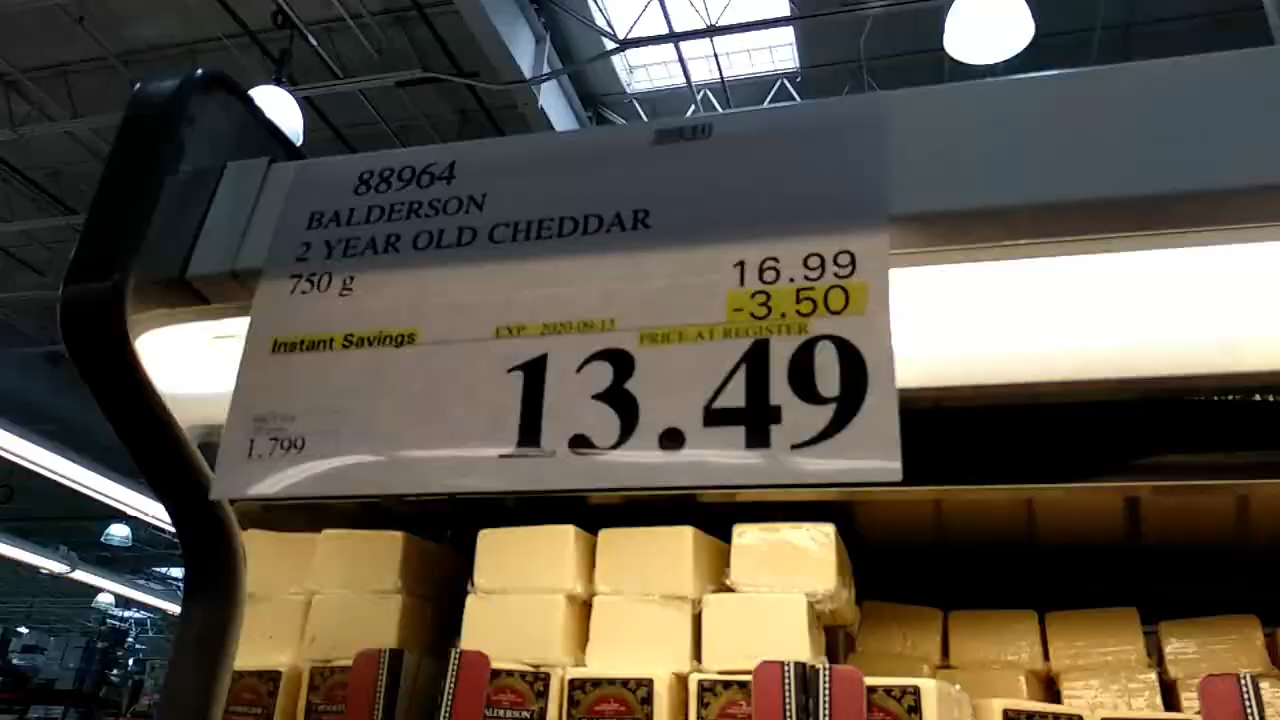 88964
BALDERSON
2 YEAR OLD CHEDDAR
750 g
16.99
-3.50
Instant Savings
EXP 2020-09-13
PRICE AT REGISTER
13.49
1.799